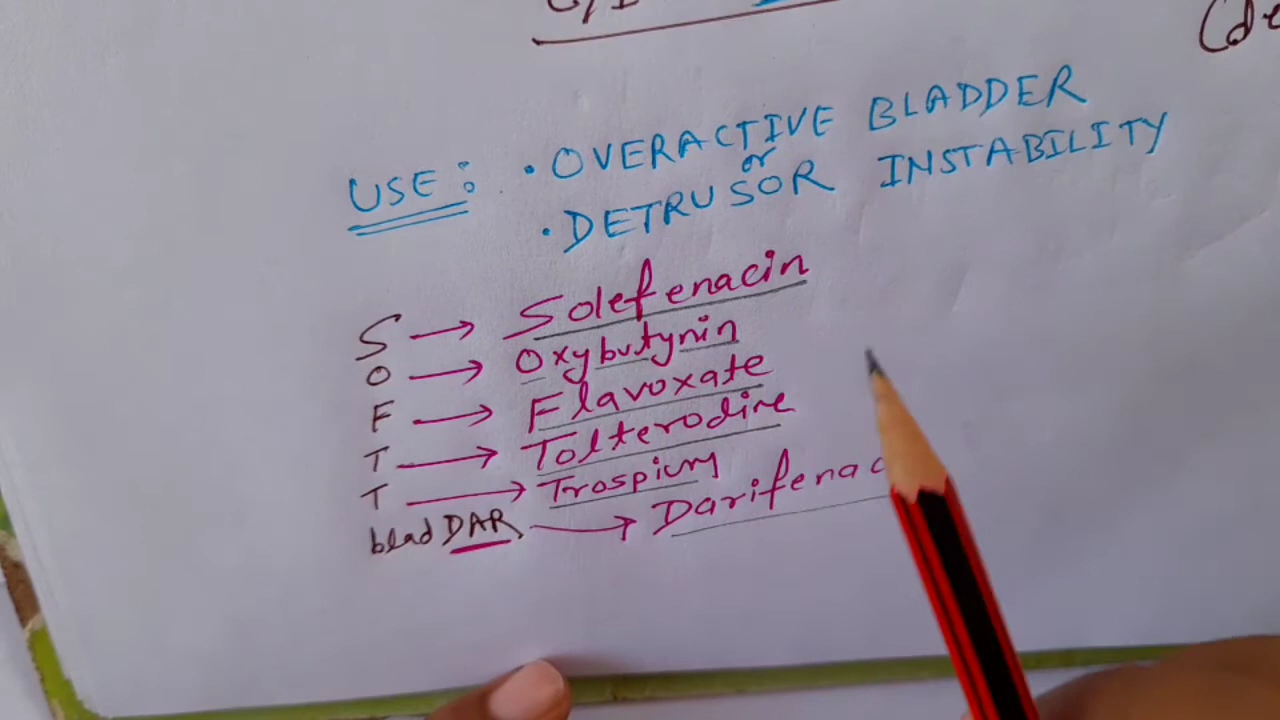 USE: • OVERACTIVE BLADDER
or
• DETRUSOR INSTABILITY
S → Solefenacin
O → Oxybutynin
F → Flavoxate
T → Tolterodine
T → Trospium
bladDAR → Darifenac